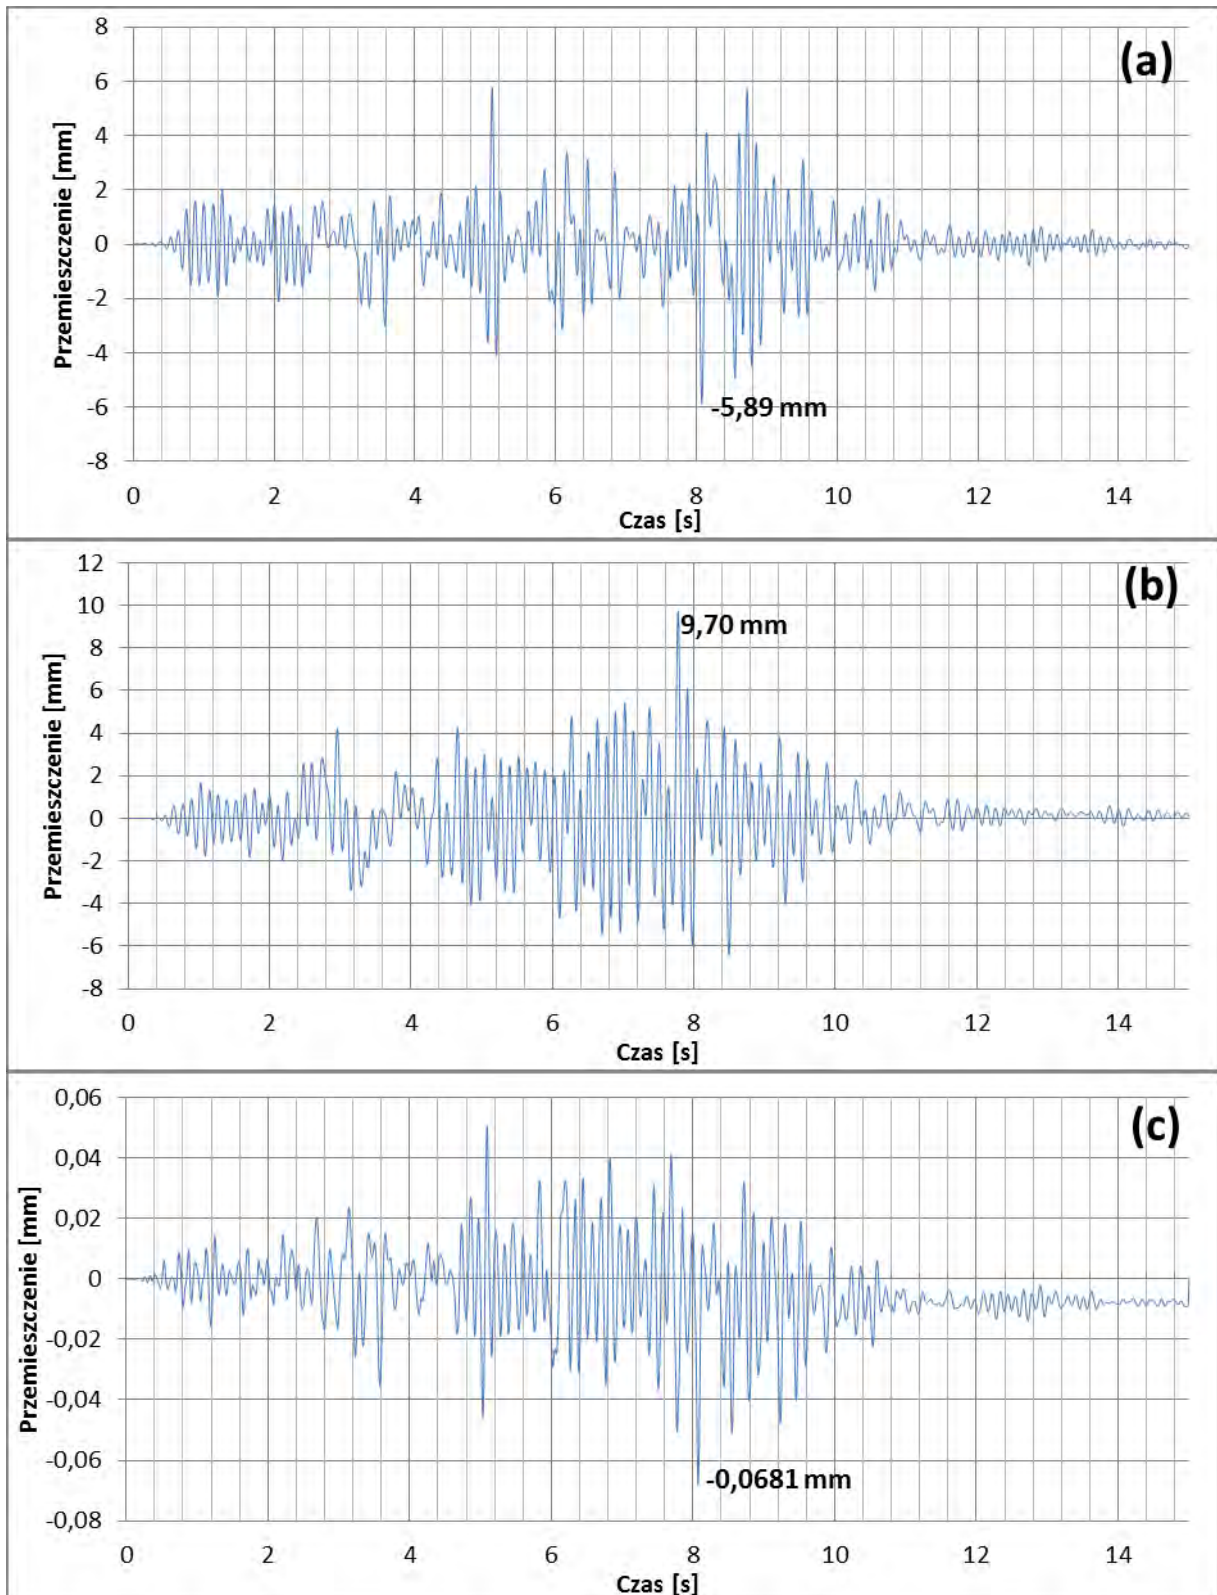 (a)
Przemieszczenie [mm]
8
6
4
2
0
-2
-4
-6
-8
-5,89 mm
0 2 4 6 8 10 12 14
Czas [s]
(b)
Przemieszczenie [mm]
12
10
8
6
4
2
0
-2
-4
-6
-8
9,70 mm
0 2 4 6 8 10 12 14
Czas [s]
(c)
Przemieszczenie [mm]
0,06
0,04
0,02
0
-0,02
-0,04
-0,06
-0,08
-0,0681 mm
0 2 4 6 8 10 12 14
Czas [s]